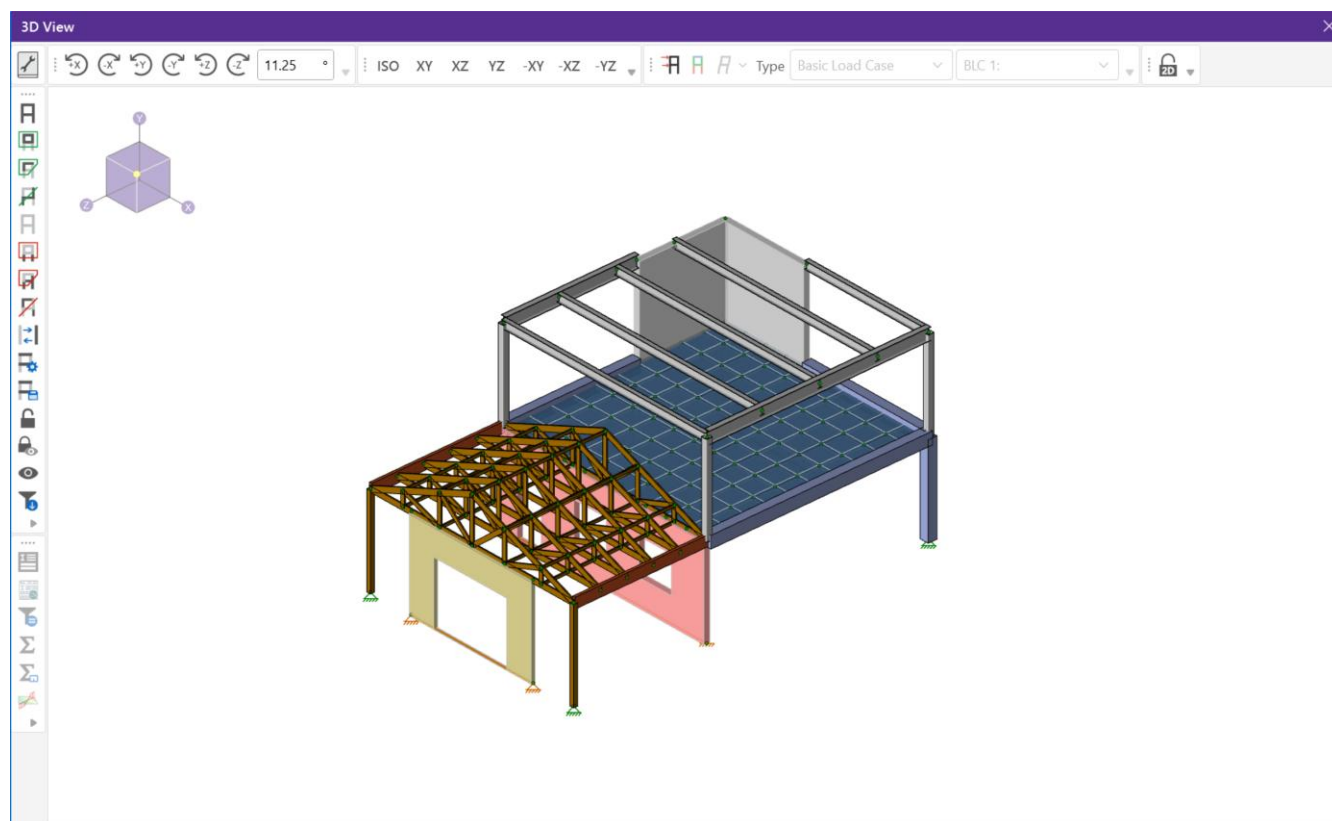 3D View
+X -X +Y -Y +Z -Z 11.25 ° ISO XY XZ YZ -XY -XZ -YZ Type Basic Load Case BLC 1: 2D
Y
Z X